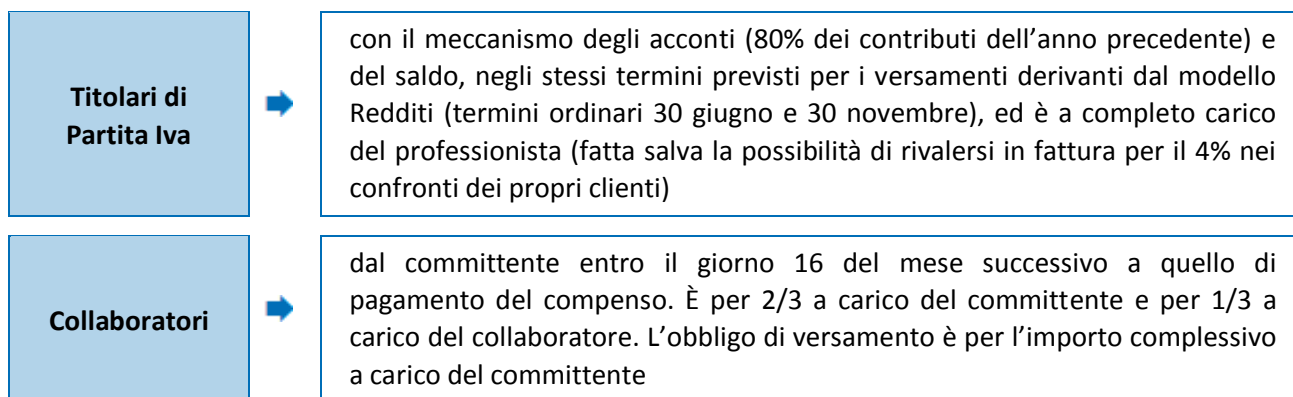 Titolari di
Partita Iva
con il meccanismo degli acconti (80% dei contributi dell’anno precedente) e
del saldo, negli stessi termini previsti per i versamenti derivanti dal modello
Redditi (termini ordinari 30 giugno e 30 novembre), ed è a completo carico
del professionista (fatta salva la possibilità di rivalersi in fattura per il 4% nei
confronti dei propri clienti)
Collaboratori
dal committente entro il giorno 16 del mese successivo a quello di
pagamento del compenso. È per 2/3 a carico del committente e per 1/3 a
carico del collaboratore. L’obbligo di versamento è per l’importo complessivo
a carico del committente